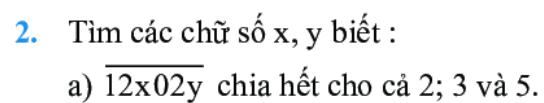 2. Tìm các chữ số x, y biết :
a) 12x02y chia hết cho cả 2; 3 và 5.